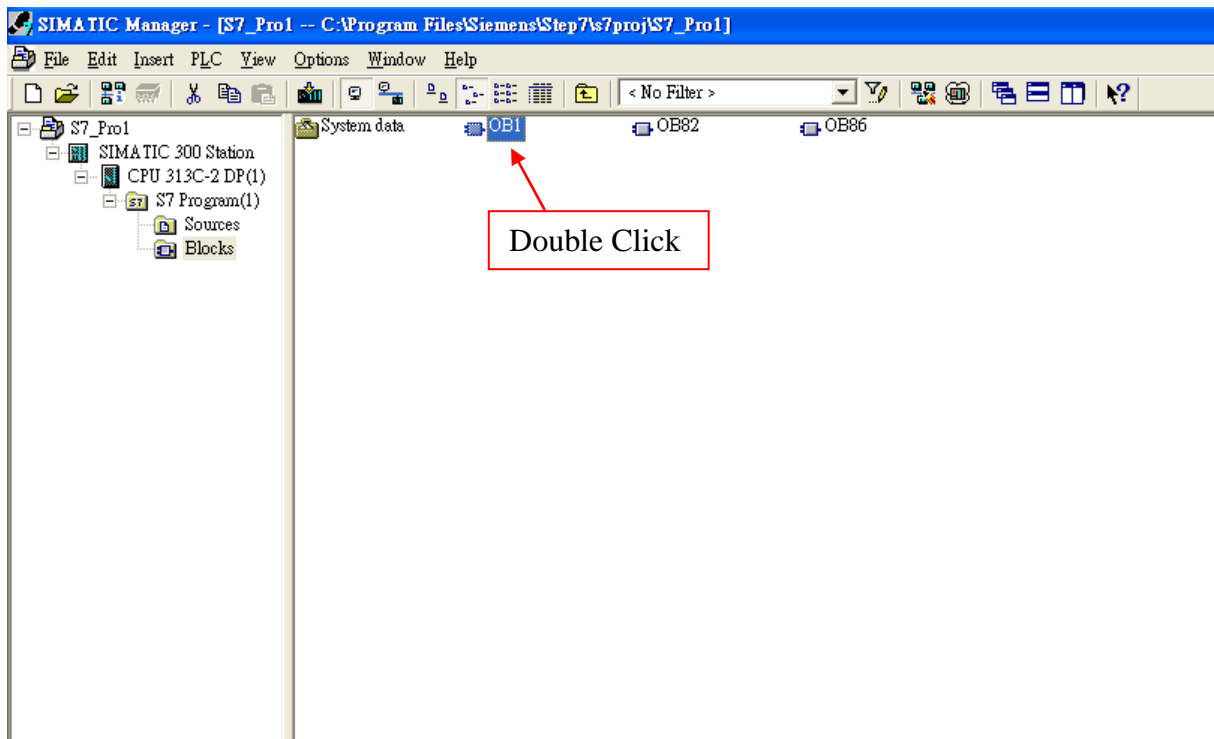 SIMATIC Manager - [S7_Pro1 -- C:\Program Files\Siemens\Step7\s7proj\S7_Pro1]
File Edit Insert PLC View Options Window Help
< No Filter >
S7_Pro1
SIMATIC 300 Station
CPU 313C-2 DP(1)
S7 Program(1)
Sources
Blocks
System data OB1 OB82 OB86
Double Click